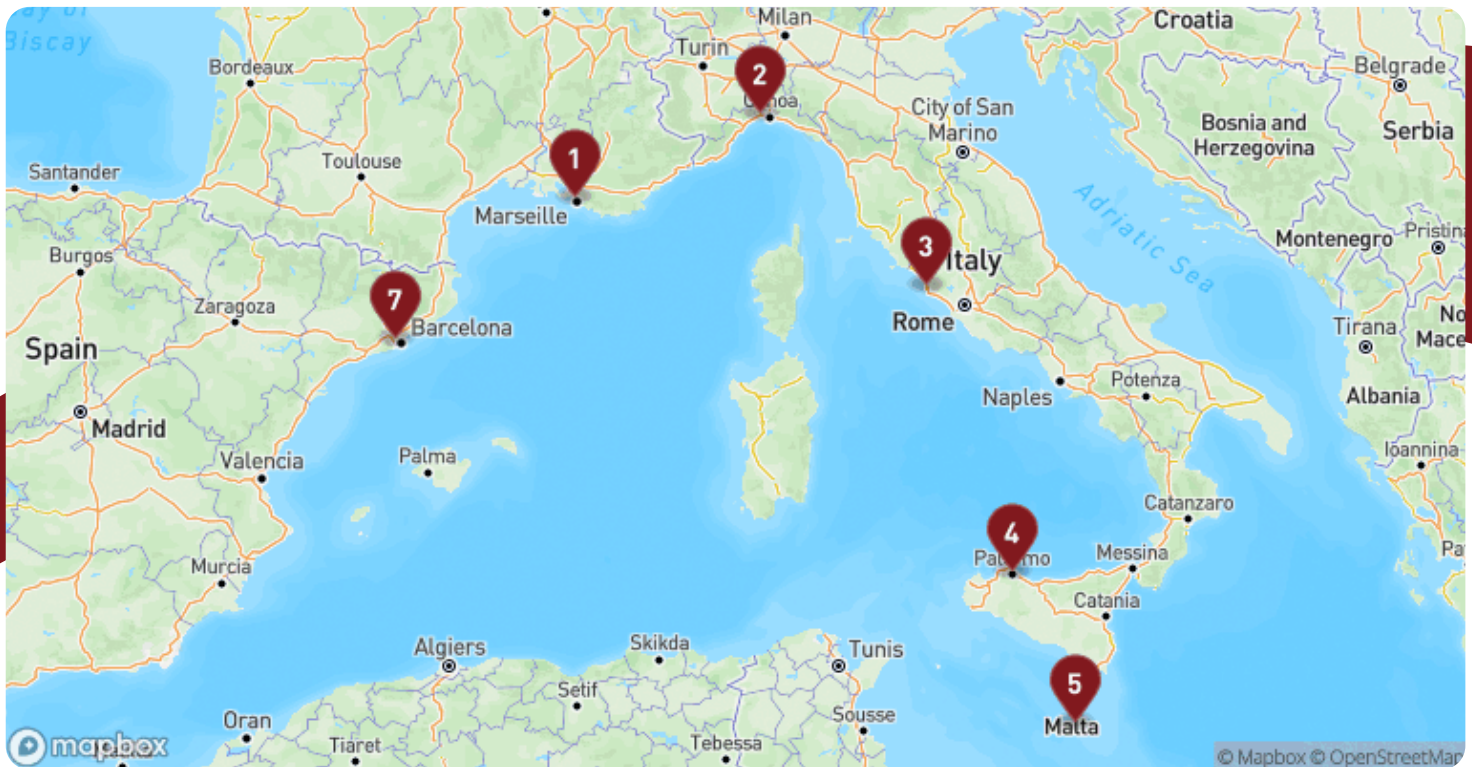 Bay of
Biscay
Milan
Croatia
Turin
Bordeaux
2
Belgrade
City of San
Marino
Bosnia and
Herzegovina
Serbia
1
Toulouse
Santander
Marseille
Adriatic Sea
Montenegro
Burgos
3
Italy
7
Zaragoza
Barcelona
Rome
Tirana
Spain
Naples
Potenza
Albania
Madrid
Palma
Valencia
Ioannina
Catanzaro
4
Messina
Murcia
Catania
Algiers
Skikda
Tunis
5
Setif
Sousse
Malta
Oran
mapbox
Tiaret
Tebessa
© Mapbox © OpenStreetMap